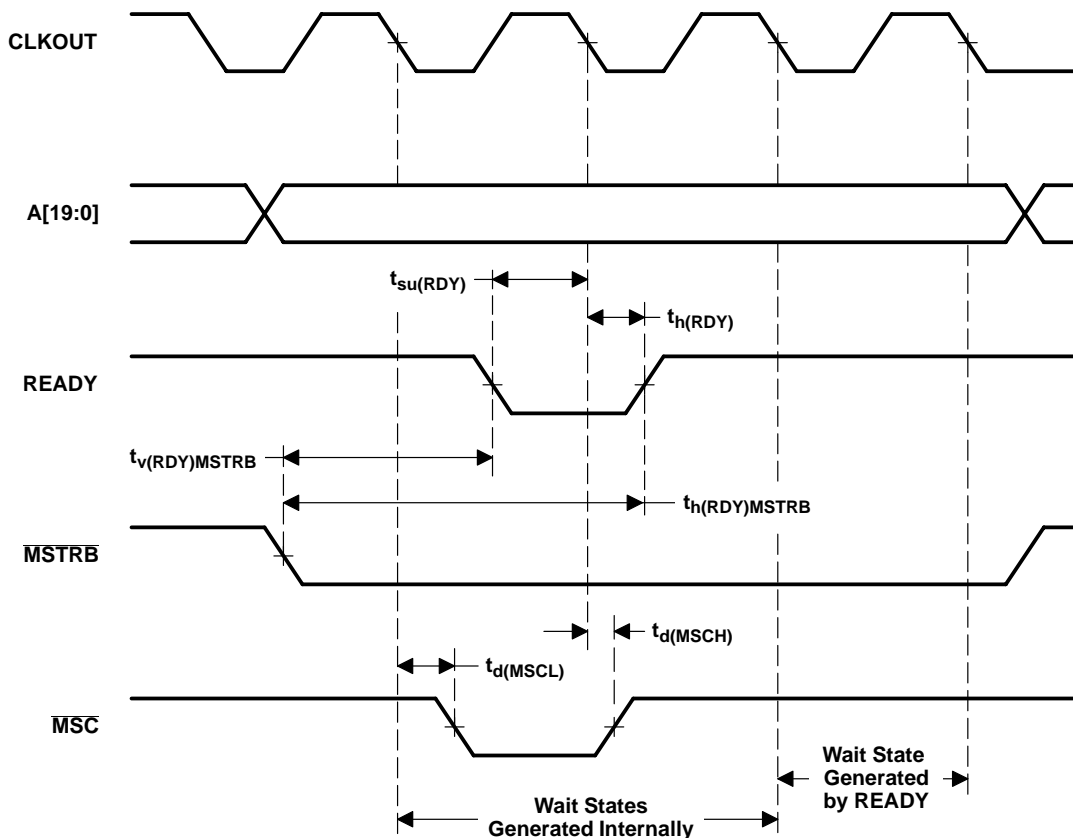 CLKOUT
A[19:0]
tsu(RDY)
th(RDY)
READY
tv(RDY)MSTRB
th(RDY)MSTRB
MSTRB
td(MSCH)
td(MSCL)
MSC
Wait State
Generated
by READY
Wait States
Generated Internally